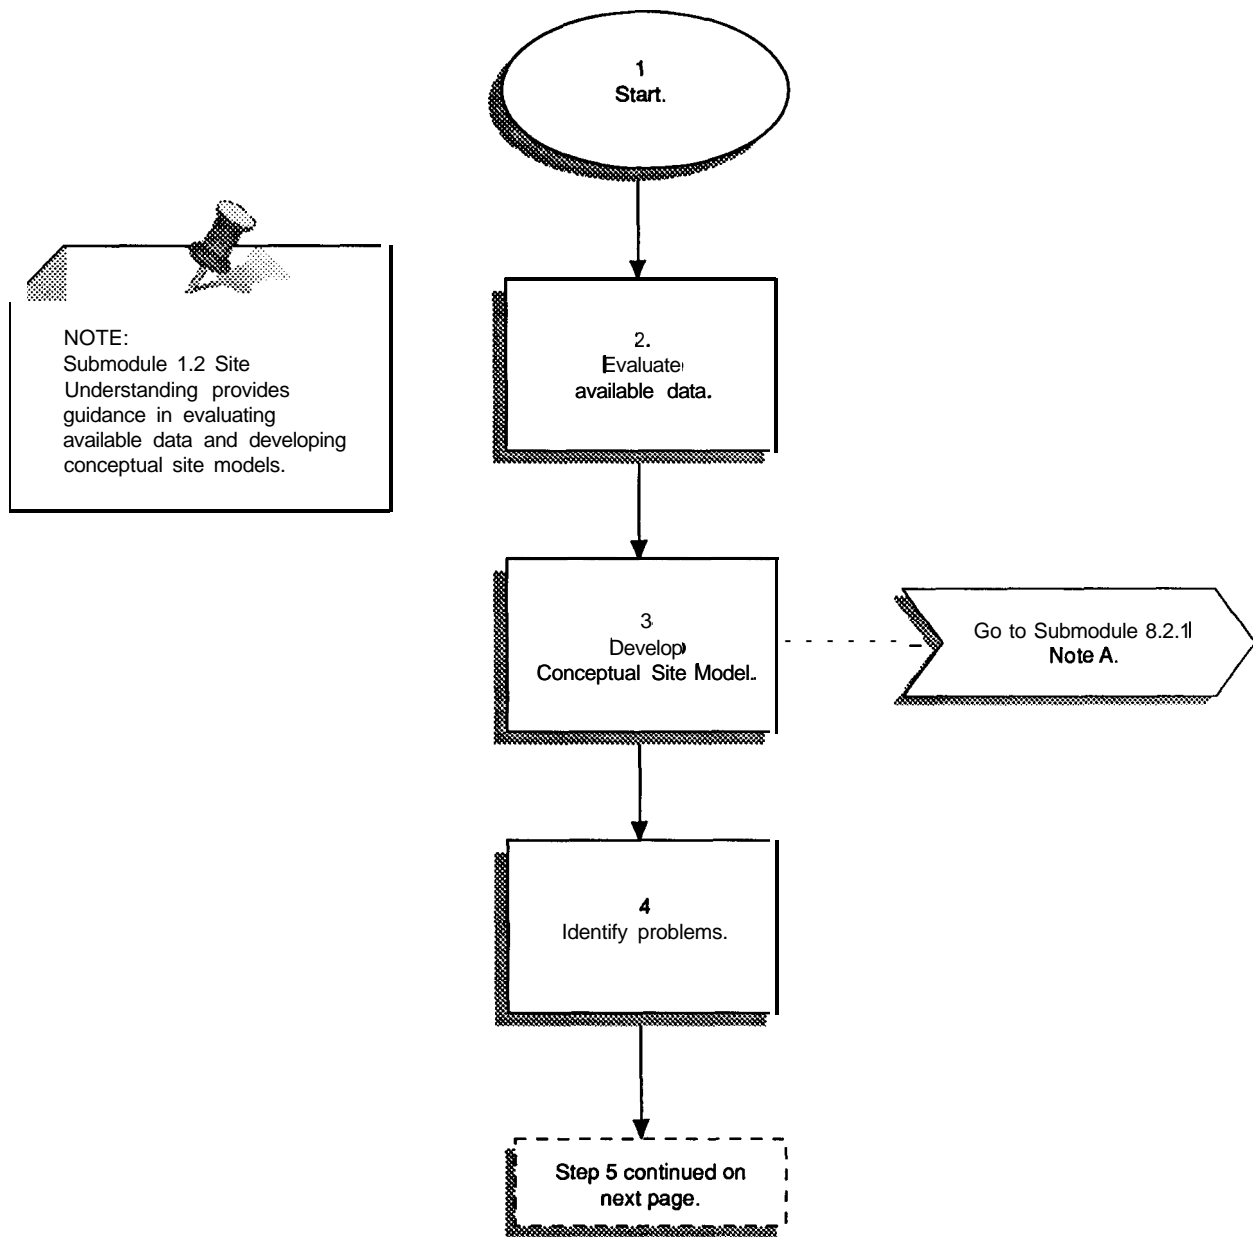 1
Start.
NOTE:
Submodule 1.2 Site
Understanding provides
guidance in evaluating
available data and developing
conceptual site models.
2.
Evaluate
available data.
3
Develop
Conceptual Site Model.
Go to Submodule 8.2.1
Note A.
4
Identify problems.
Step 5 continued on
next page.